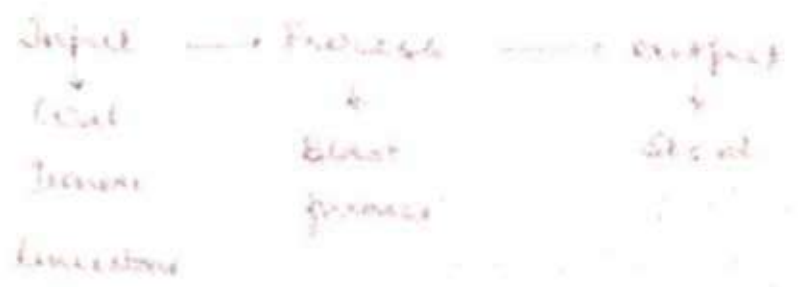 Input → Process → Output
↓ ↓ ↓
Coal Blast Steel
Iron ore furnace
Limestone